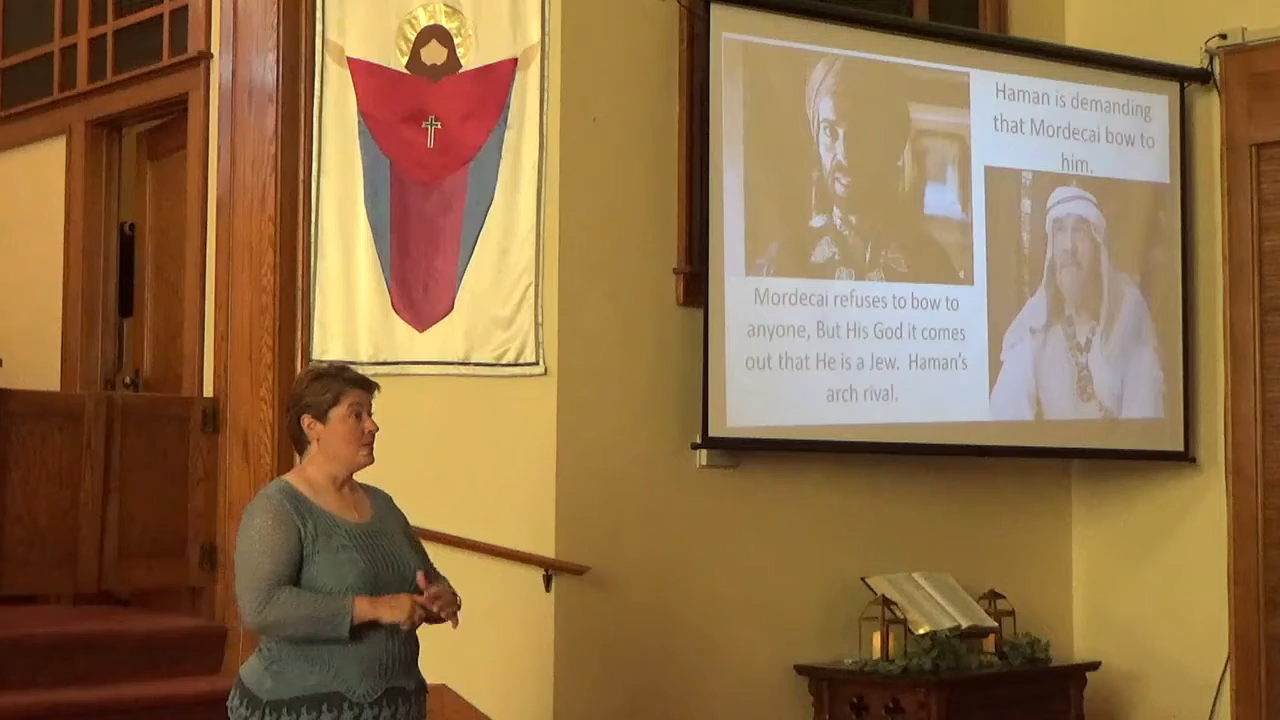 Haman is demanding
that Mordecai bow to
him.
Mordecai refuses to bow to
anyone, But His God it comes
out that He is a Jew.  Haman's
arch rival.